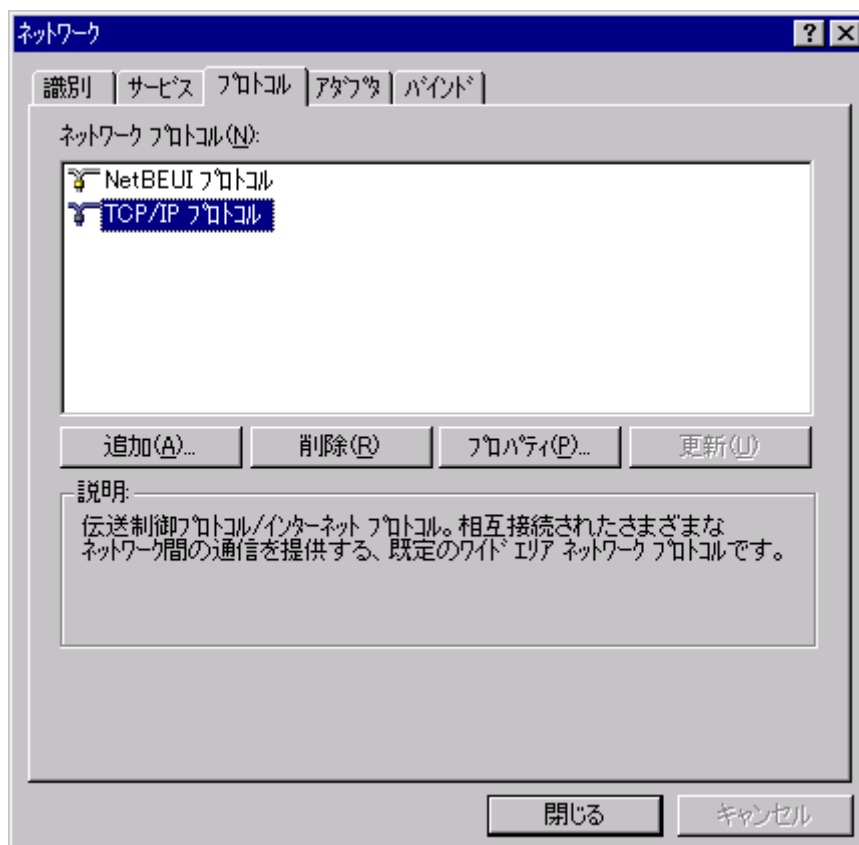 ﾈｯﾄﾜｰｸ
識別
ｻｰﾋﾞｽ
ﾌﾟﾛﾄｺﾙ
ｱﾀﾞﾌﾟﾀ
ﾊﾞｲﾝﾄﾞ
ﾈｯﾄﾜｰｸ ﾌﾟﾛﾄｺﾙ(N):
NetBEUI ﾌﾟﾛﾄｺﾙ
TCP/IP ﾌﾟﾛﾄｺﾙ
追加(A)...
削除(R)
ﾌﾟﾛﾊﾟﾃｨ(P)...
更新(U)
説明:
伝送制御ﾌﾟﾛﾄｺﾙ/ｲﾝﾀｰﾈｯﾄ ﾌﾟﾛﾄｺﾙ。相互接続されたさまざまな
ﾈｯﾄﾜｰｸ間の通信を提供する、既定のﾜｲﾄﾞ ｴﾘｱ ﾈｯﾄﾜｰｸ ﾌﾟﾛﾄｺﾙです。
閉じる
ｷｬﾝｾﾙ